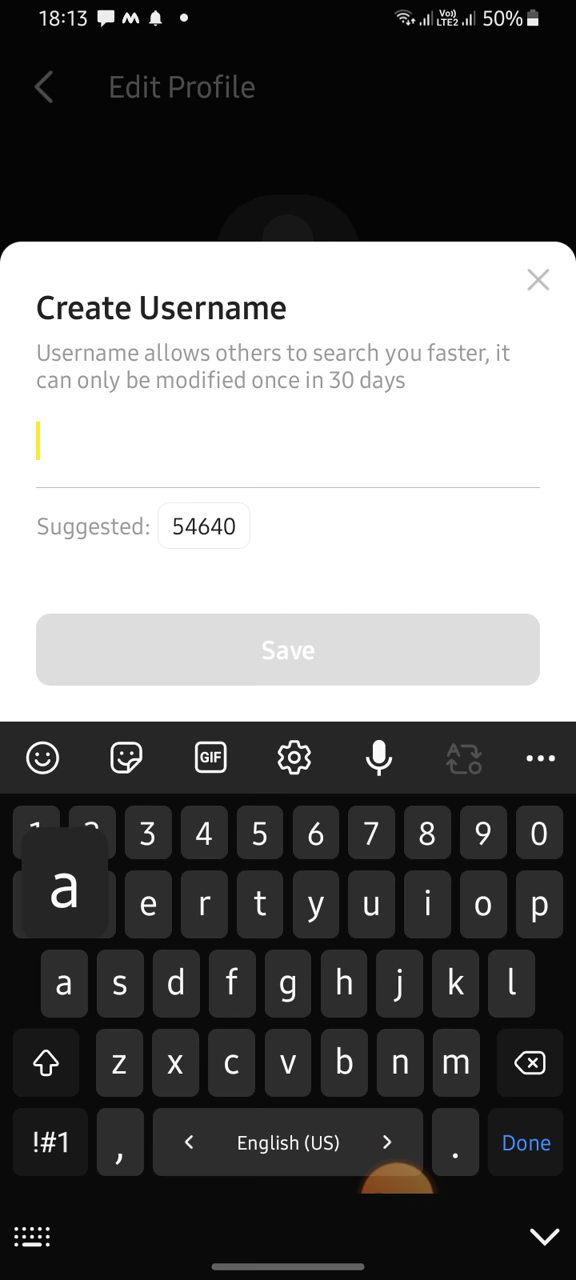 18:13 Vo) LTE2 50%
Edit Profile
Create Username
Username allows others to search you faster, it
can only be modified once in 30 days
Suggested: 54640
Save
GIF A
1 2 3 4 5 6 7 8 9 0
a
e r t y u i o p
a s d f g h j k l
z x c v b n m
!#1 , < English (US) > . Done